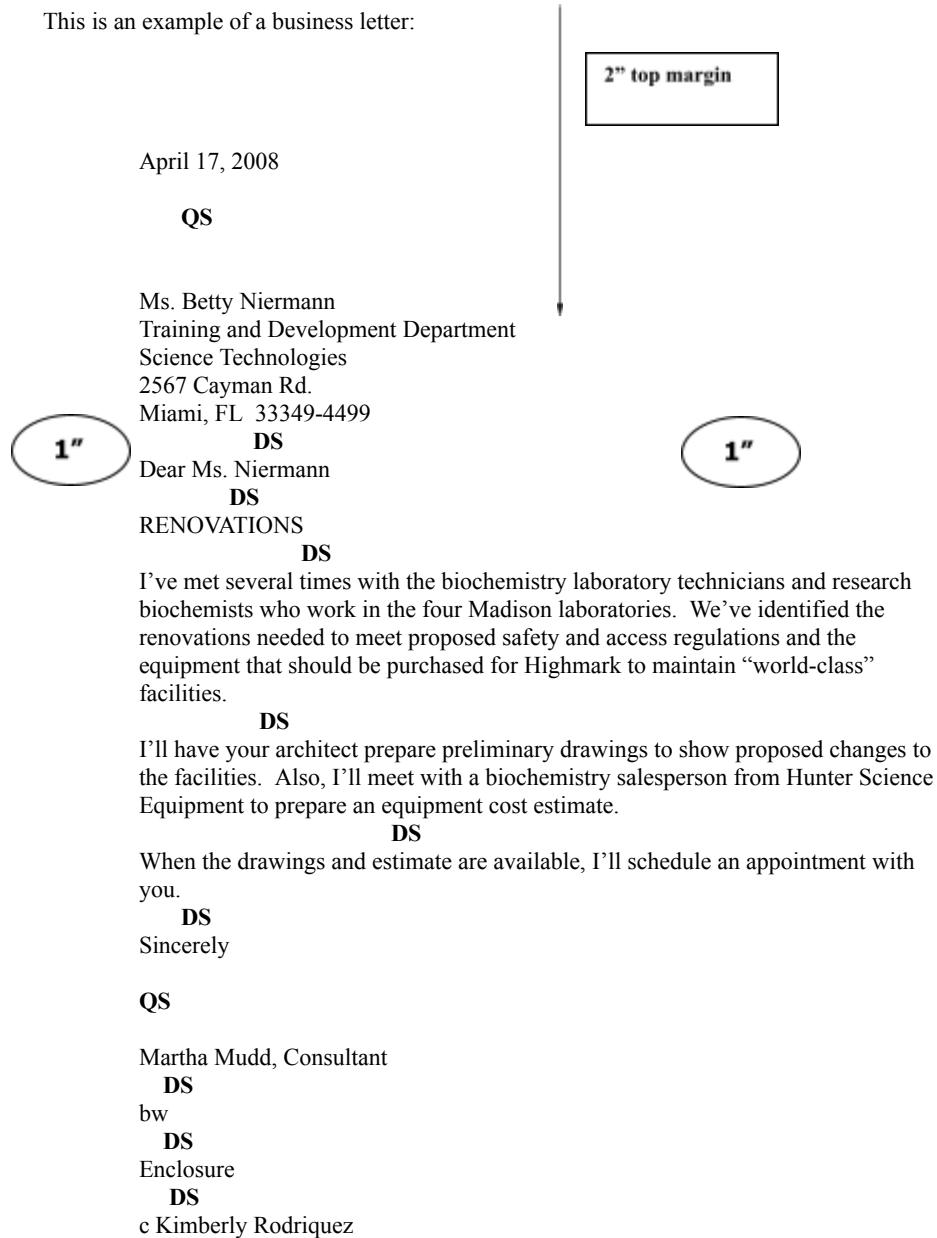 This is an example of a business letter:
2” top margin
April 17, 2008
QS
Ms. Betty Niermann
Training and Development Department
Science Technologies
2567 Cayman Rd.
Miami, FL  33349-4499
1”
DS
1”
Dear Ms. Niermann
DS
RENOVATIONS
DS
I’ve met several times with the biochemistry laboratory technicians and research
biochemists who work in the four Madison laboratories.  We’ve identified the
renovations needed to meet proposed safety and access regulations and the
equipment that should be purchased for Highmark to maintain “world-class”
facilities.
DS
I’ll have your architect prepare preliminary drawings to show proposed changes to
the facilities.  Also, I’ll meet with a biochemistry salesperson from Hunter Science
Equipment to prepare an equipment cost estimate.
DS
When the drawings and estimate are available, I’ll schedule an appointment with
you.
DS
Sincerely
QS
Martha Mudd, Consultant
DS
bw
DS
Enclosure
DS
c Kimberly Rodriquez